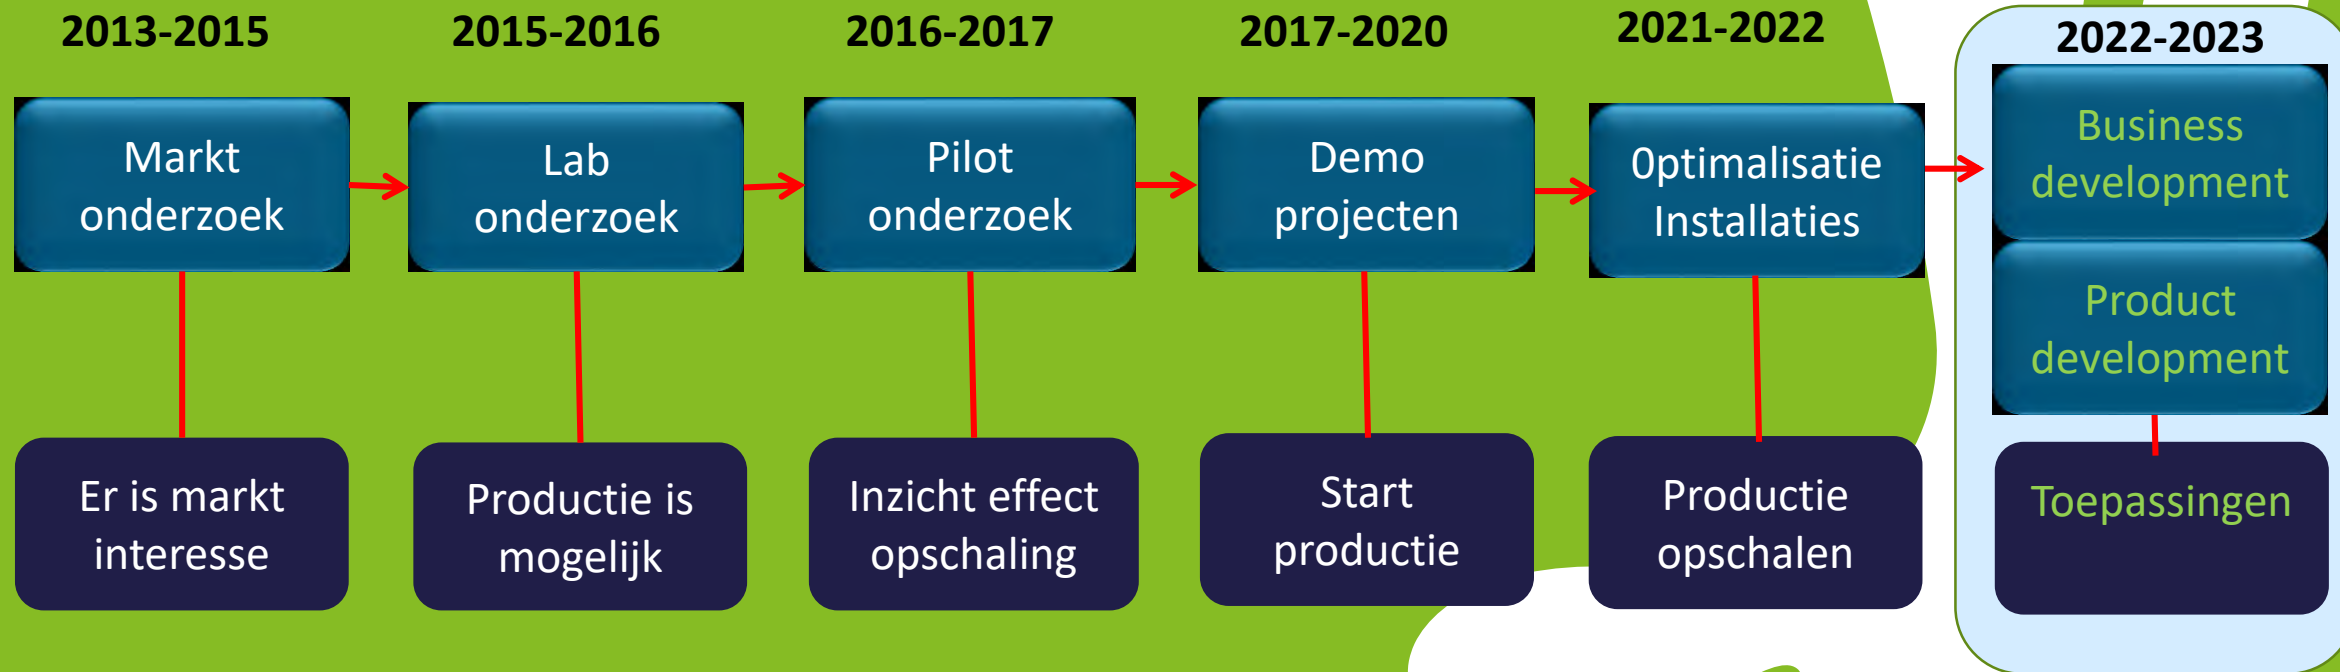 2013-2015
2015-2016
2016-2017
2017-2020
2021-2022
2022-2023
Markt
onderzoek
Lab
onderzoek
Pilot
onderzoek
Demo
projecten
0ptimalisatie
Installaties
Business
development
Product
development
Er is markt
interesse
Productie is
mogelijk
Inzicht effect
opschaling
Start
productie
Productie
opschalen
Toepassingen